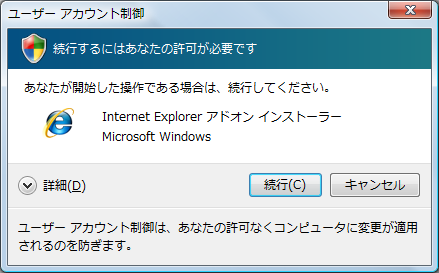 ユーザー アカウント制御
続行するにはあなたの許可が必要です
あなたが開始した操作である場合は、続行してください。
Internet Explorer アドオン インストーラー
Microsoft Windows
詳細(D)
続行(C)
キャンセル
ユーザー アカウント制御は、あなたの許可なくコンピュータに変更が適用
されるのを防ぎます。